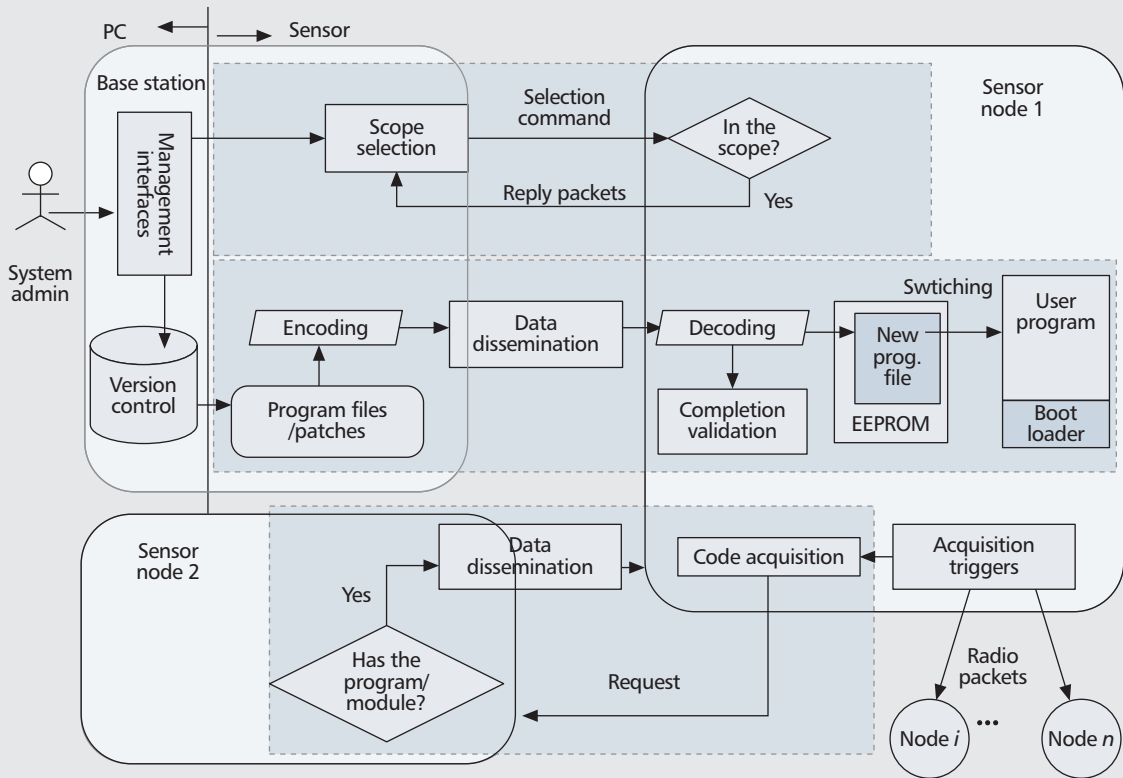 PC
Sensor
Base station
Management
interfaces
System
admin
Scope
selection
Selection
command
In the
scope?
Reply packets
Yes
Sensor
node 1
Version
control
Encoding
Program files
/patches
Data
dissemination
Decoding
Completion
validation
New
prog.
file
EEPROM
Swtiching
User
program
Boot
loader
Sensor
node 2
Yes
Data
dissemination
Has the
program/
module?
Request
Code acquisition
Acquisition
triggers
Radio
packets
Node i
...
Node n